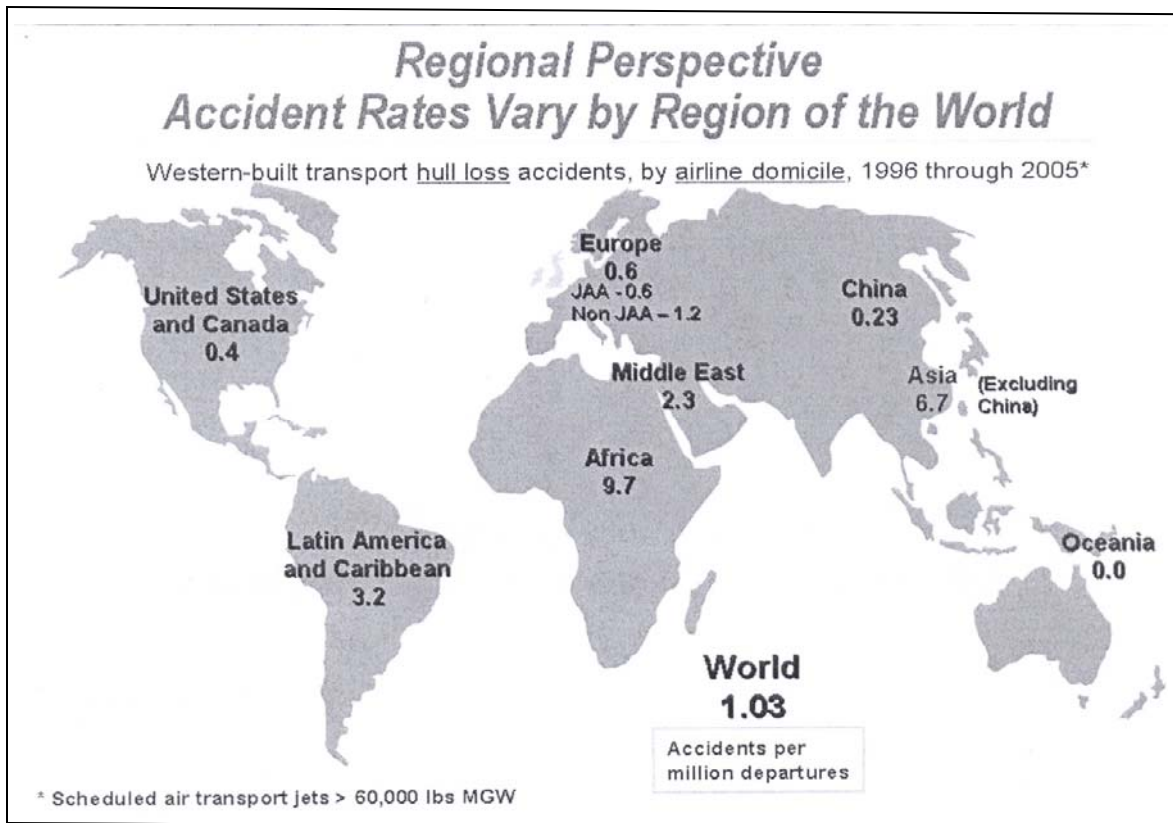 Regional Perspective
Accident Rates Vary by Region of the World
Western-built transport hull loss accidents, by airline domicile, 1996 through 2005*
United States
and Canada
0.4
Europe
0.6
JAA - 0.6
Non JAA – 1.2
China
0.23
Middle East
2.3
Asia
6.7
(Excluding
China)
Africa
9.7
Latin America
and Caribbean
3.2
Oceania
0.0
World
1.03
Accidents per
million departures
* Scheduled air transport jets > 60,000 lbs MGW